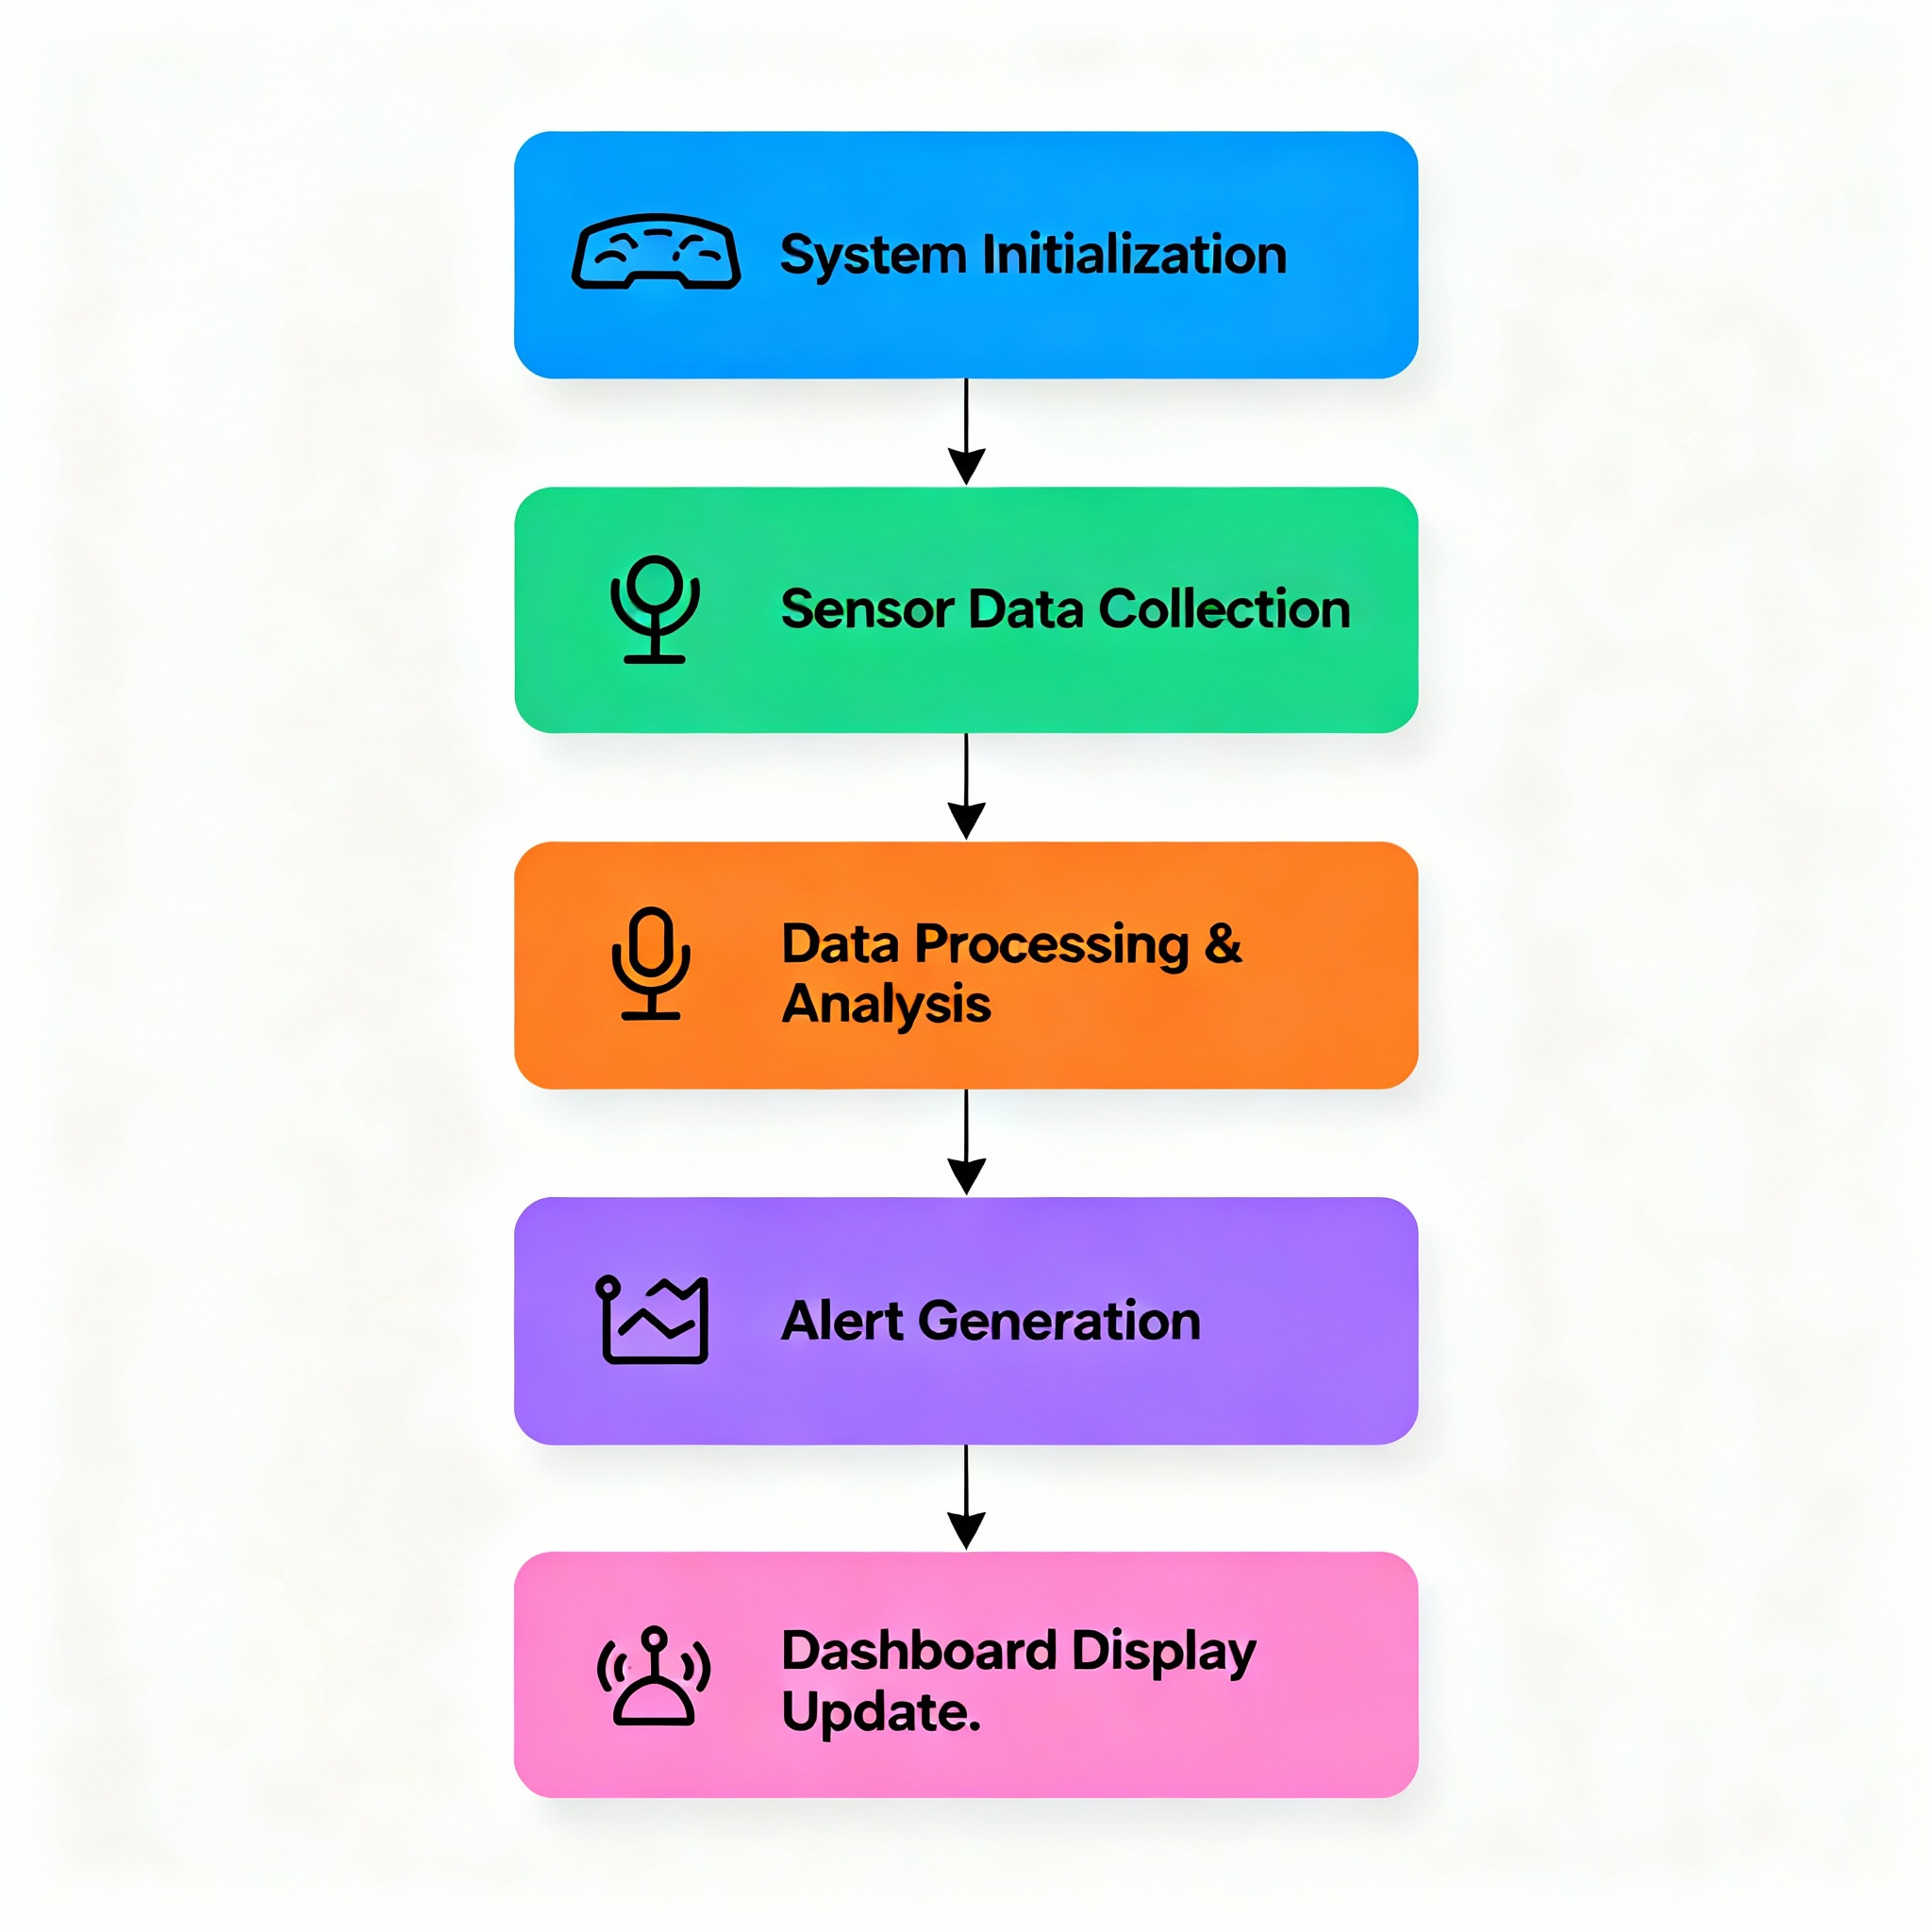 System Initialization
Sensor Data Collection
Data Processing &
Analysis
Alert Generation
Dashboard Display
Update.